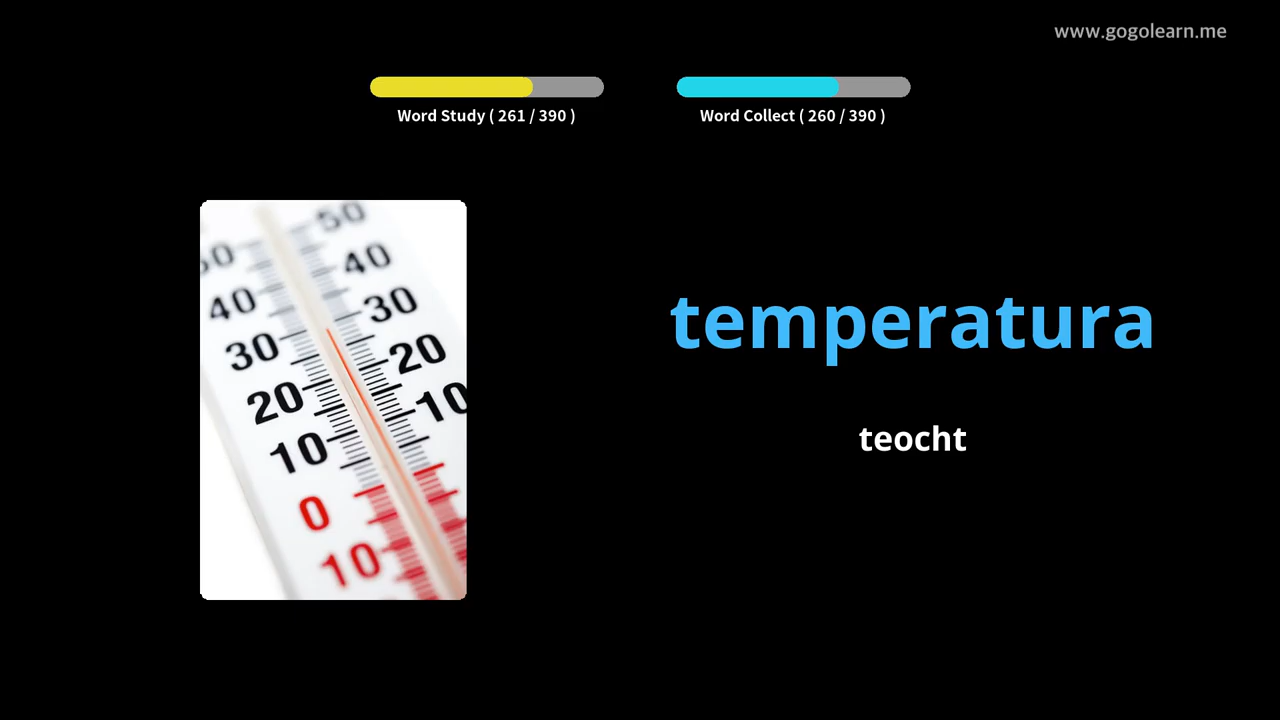 www.gogolearn.me
Word Study ( 261 / 390 )
Word Collect ( 260 / 390 )
50
50
40
40
30
30
20
20
10
10
0
10
temperatura
teocht